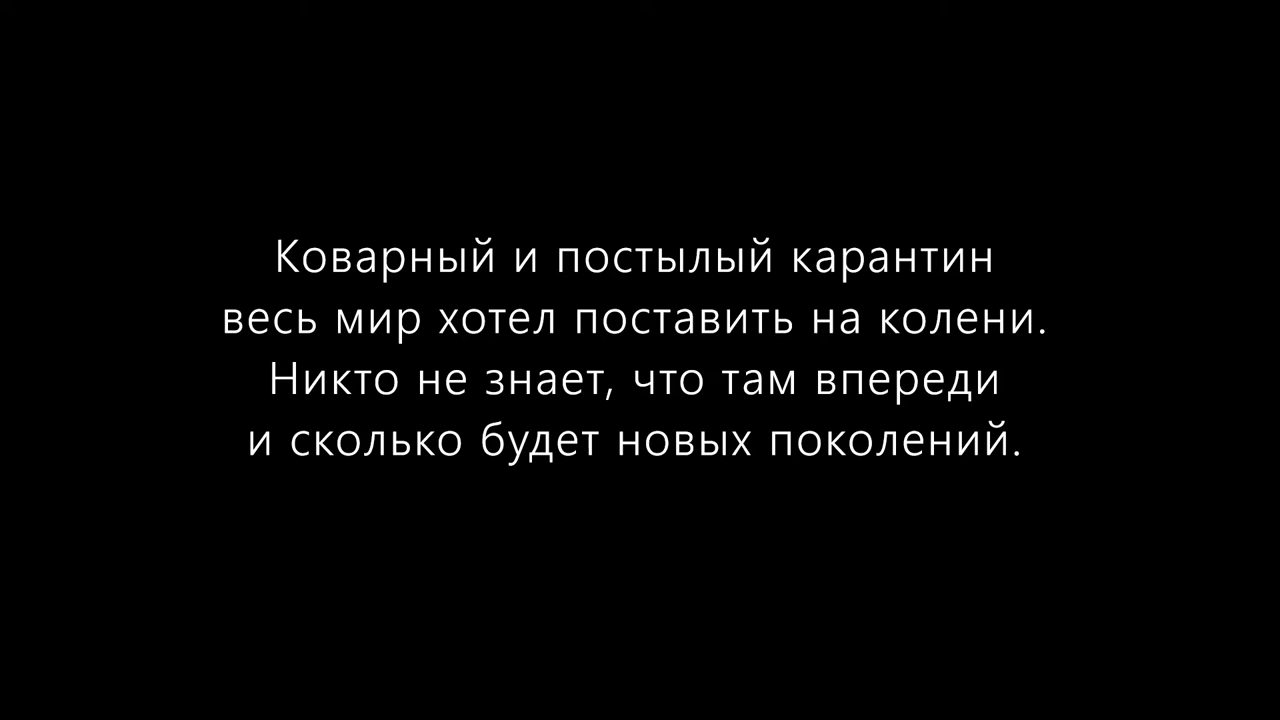 Коварный и постылый карантин
весь мир хотел поставить на колени.
Никто не знает, что там впереди
и сколько будет новых поколений.